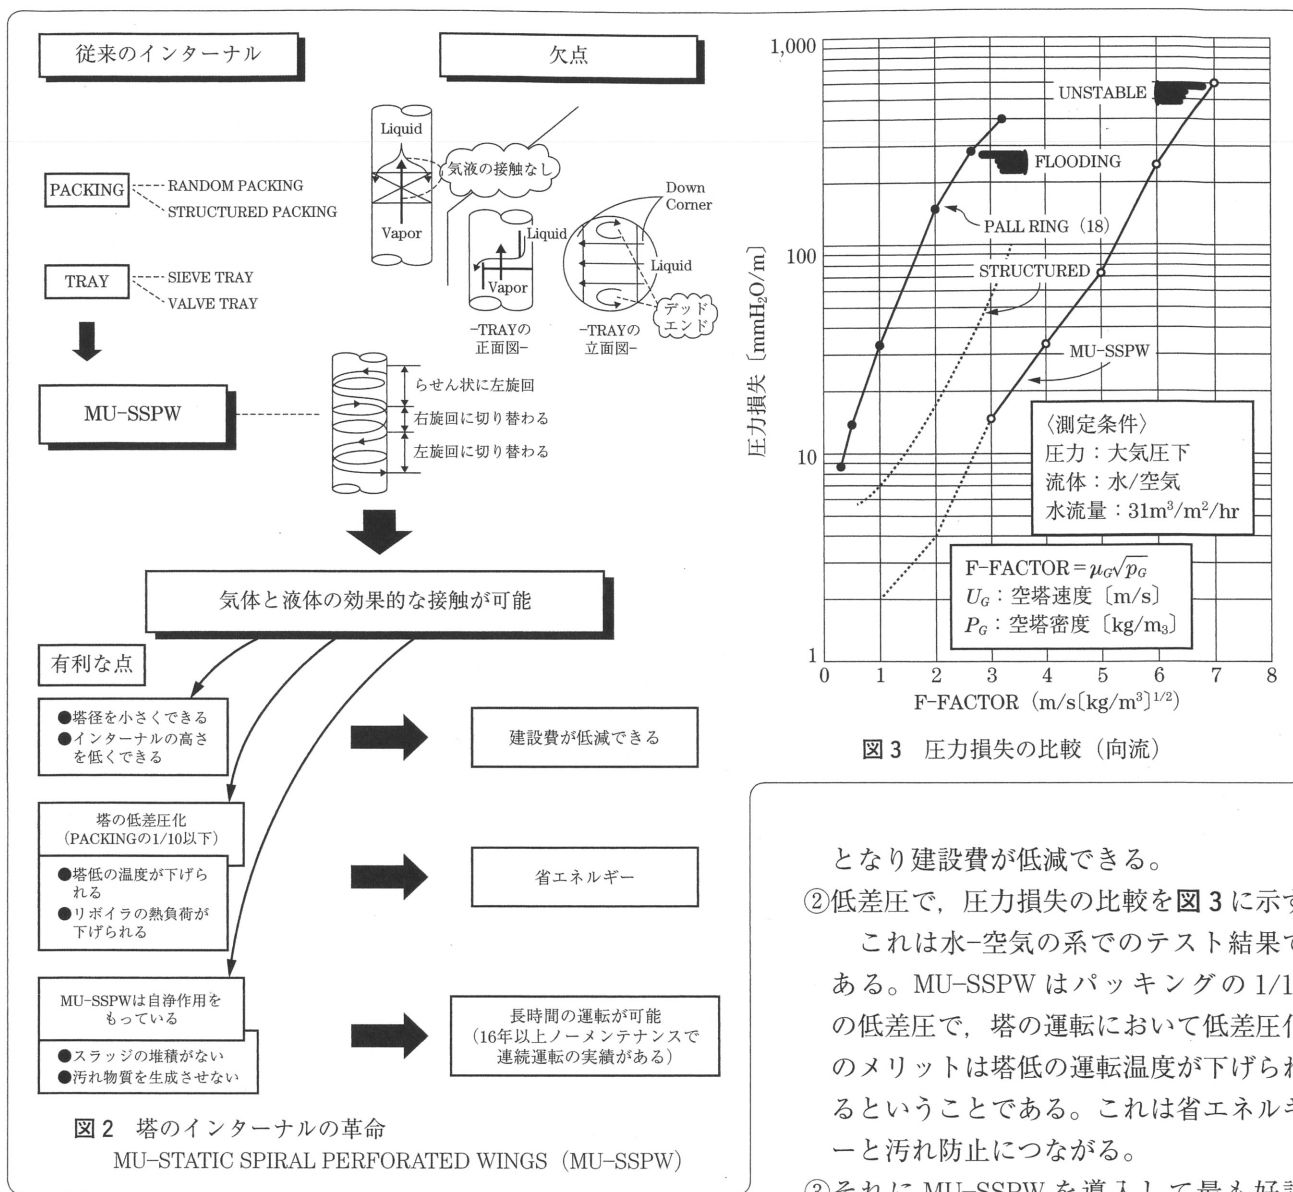 従来のインターナル
欠点
PACKING
RANDOM PACKING
STRUCTURED PACKING
TRAY
SIEVE TRAY
VALVE TRAY
Liquid
気液の接触なし
Vapor
Liquid
Vapor
-TRAYの
正面図-
Down
Corner
Liquid
デッド
エンド
-TRAYの
立面図-
MU-SSPW
らせん状に左旋回
右旋回に切り替わる
左旋回に切り替わる
気体と液体の効果的な接触が可能
有利な点
●塔径を小さくできる
●インターナルの高さ
を低くできる
建設費が低減できる
塔の低差圧化
(PACKINGの1/10以下)
●塔低の温度が下げら
れる
●リボイラの熱負荷が
下げられる
省エネルギー
MU-SSPWは自浄作用を
もっている
●スラッジの堆積がない
●汚れ物質を生成させない
長時間の運転が可能
(16年以上ノーメンテナンスで
連続運転の実績がある)
図2 塔のインターナルの革命
MU-STATIC SPIRAL PERFORATED WINGS (MU-SSPW)
圧力損失〔mmH₂O/m〕
1,000
100
10
1
UNSTABLE
FLOODING
PALL RING (18)
STRUCTURED
MU-SSPW
〈測定条件〉
圧力:大気圧下
流体:水/空気
水流量:31m³/m²/hr
F-FACTOR=μG√pG
UG:空塔速度〔m/s〕
PG:空塔密度〔kg/m₃〕
0 1 2 3 4 5 6 7 8
F-FACTOR (m/s〔kg/m³〕1/2)
図3 圧力損失の比較(向流)
となり建設費が低減できる。
②低差圧で,圧力損失の比較を図3に示す
これは水-空気の系でのテスト結果で
ある。MU-SSPWはパッキングの1/1
の低差圧で,塔の運転において低差圧化
のメリットは塔低の運転温度が下げられ
るということである。これは省エネルギ
ーと汚れ防止につながる。
③それにMU-SSPWを導入して最も好評